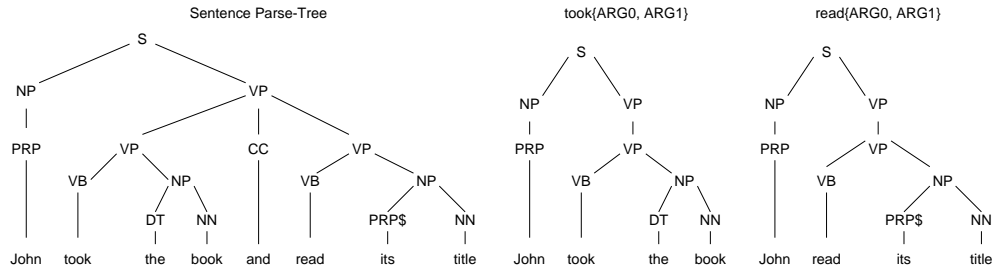 Sentence Parse-Tree took{ARG0, ARG1} read{ARG0, ARG1}
S S S
NP VP NP VP NP VP
PRP VP CC VP PRP VP PRP VP
VB NP VB NP VB NP VB NP
DT NN PRP$ NN DT NN PRP$ NN
John took the book and read its title John took the book John read its title